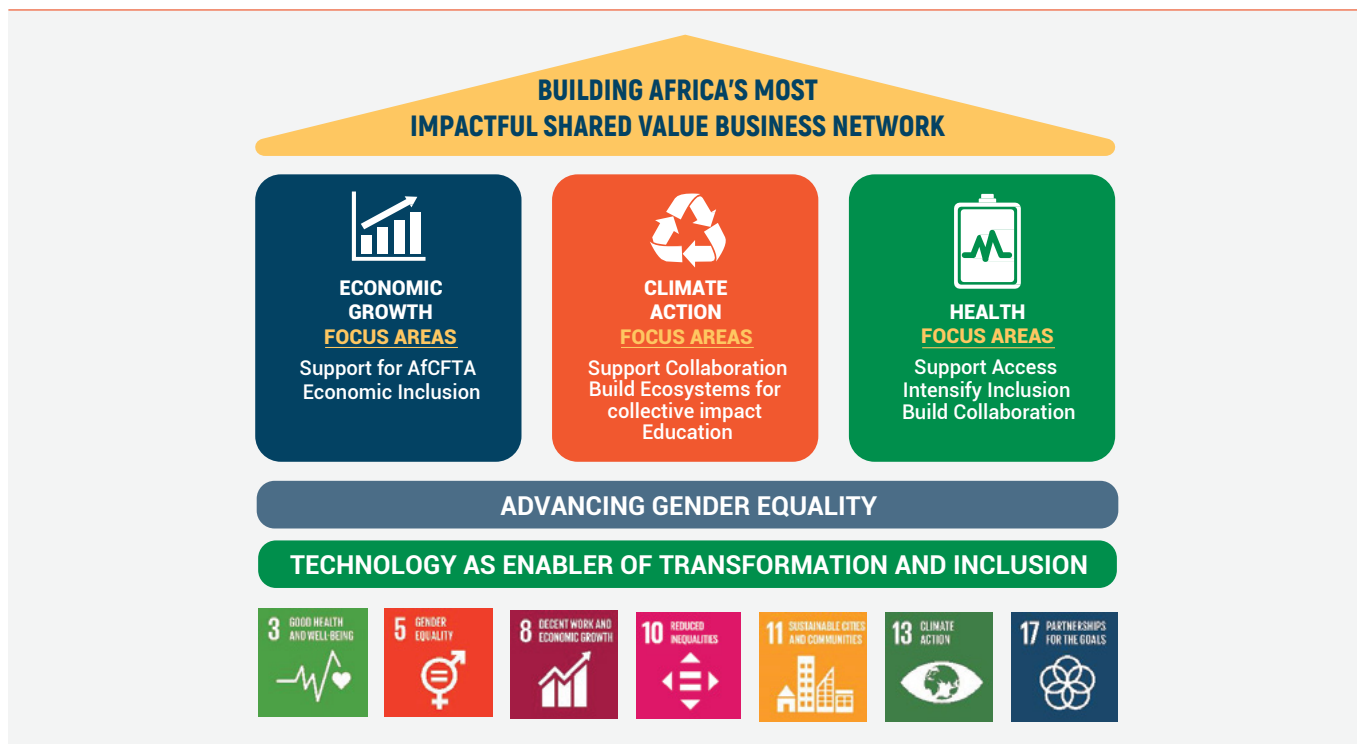 BUILDING AFRICA'S MOST
IMPACTFUL SHARED VALUE BUSINESS NETWORK
ECONOMIC
GROWTH
FOCUS AREAS
Support for AfCFTA
Economic Inclusion
CLIMATE
ACTION
FOCUS AREAS
Support Collaboration
Build Ecosystems for
collective impact
Education
HEALTH
FOCUS AREAS
Support Access
Intensify Inclusion
Build Collaboration
ADVANCING GENDER EQUALITY
TECHNOLOGY AS ENABLER OF TRANSFORMATION AND INCLUSION
3 GOOD HEALTH
AND WELL-BEING
5 GENDER
EQUALITY
8 DECENT WORK AND
ECONOMIC GROWTH
10 REDUCED
INEQUALITIES
11 SUSTAINABLE CITIES
AND COMMUNITIES
13 CLIMATE
ACTION
17 PARTNERSHIPS
FOR THE GOALS